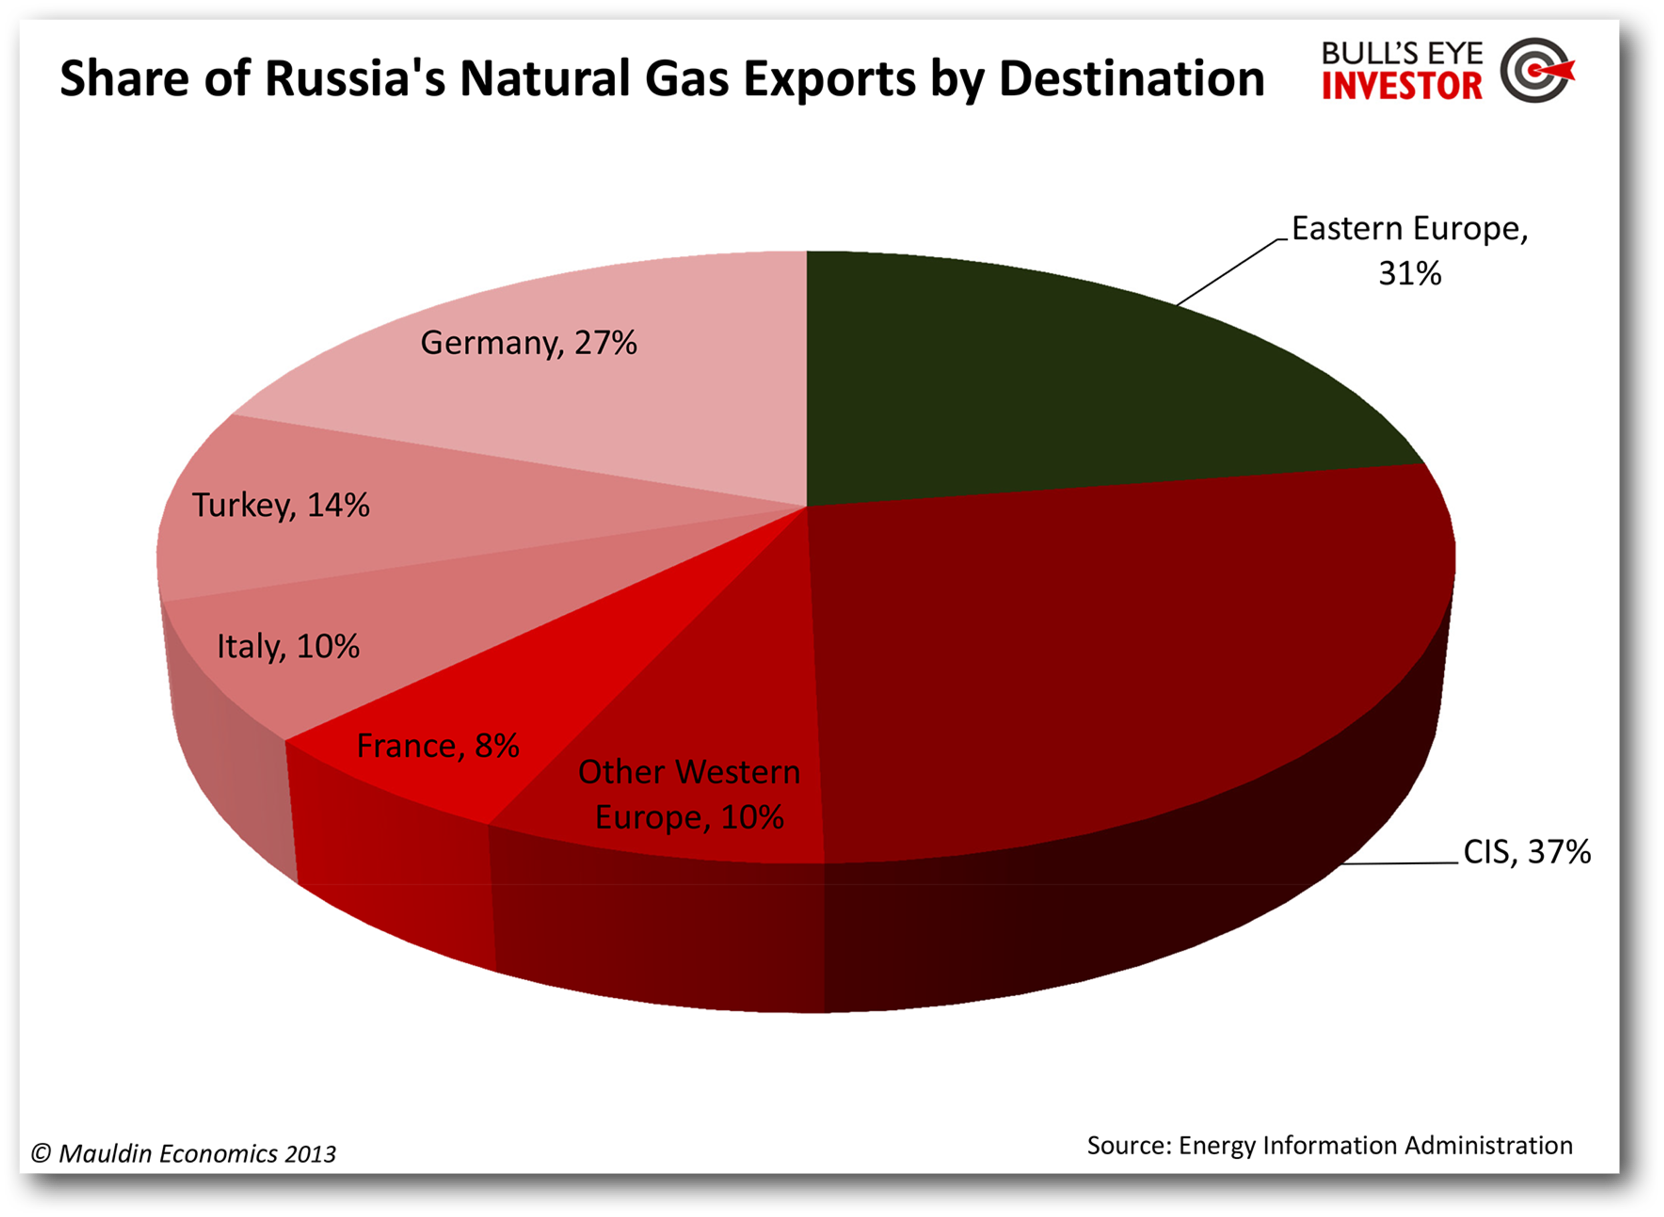 Share of Russia's Natural Gas Exports by Destination
BULL'S EYE
INVESTOR
Eastern Europe,
31%
Germany, 27%
Turkey, 14%
Italy, 10%
France, 8%
Other Western
Europe, 10%
CIS, 37%
© Mauldin Economics 2013
Source: Energy Information Administration